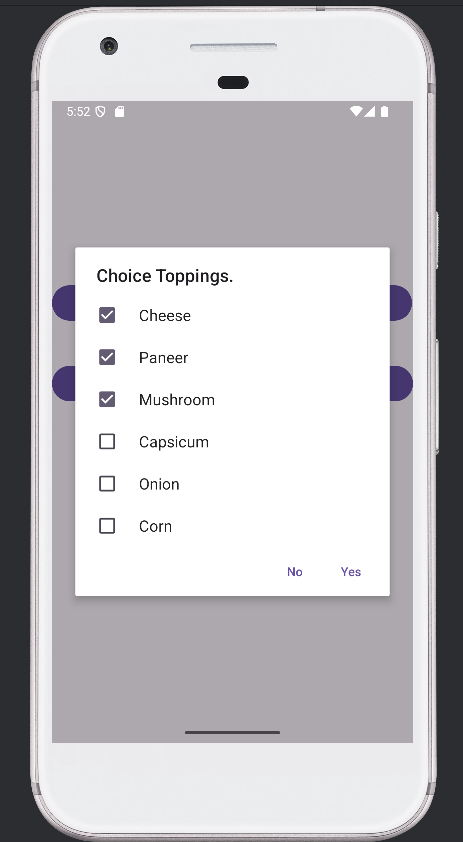 5:52
Choice Toppings.
Cheese
Paneer
Mushroom
Capsicum
Onion
Corn
No Yes